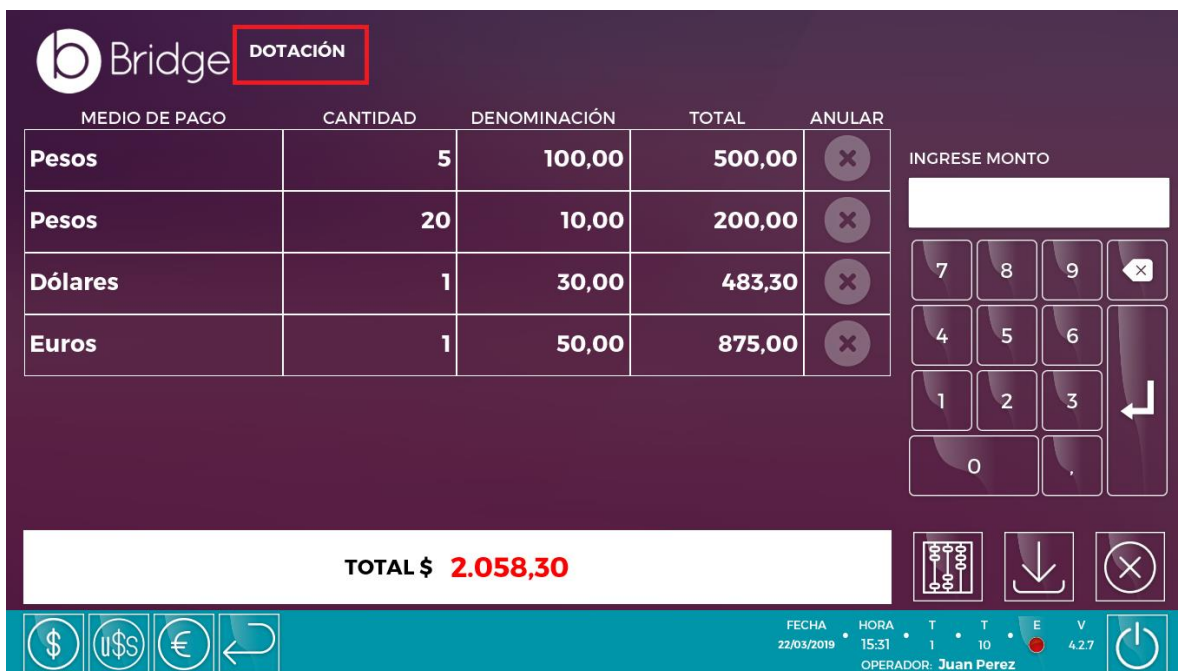 b Bridge DOTACIÓN
MEDIO DE PAGO CANTIDAD DENOMINACIÓN TOTAL ANULAR
Pesos 5 100,00 500,00
INGRESE MONTO
Pesos 20 10,00 200,00
Dólares 1 30,00 483,30
7 8 9
Euros 1 50,00 875,00
4 5 6
1 2 3
0 ,
TOTAL $ 2.058,30
$ U$S €
FECHA HORA T T E V
22/03/2019 15:31 1 10 4.2.7
OPERADOR: Juan Perez